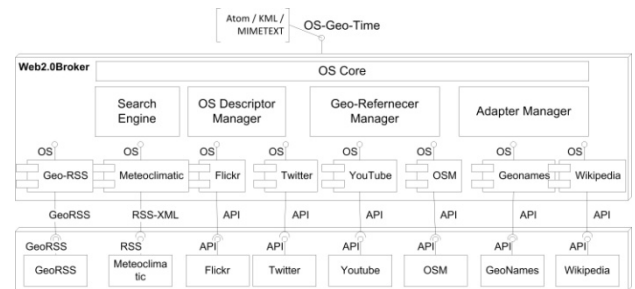 Atom / KML /
MIMETEXT
OS-Geo-Time
Web2.0Broker
OS Core
Search
Engine
OS Descriptor
Manager
Geo-Refernecer
Manager
Adapter Manager
OS OS OS OS OS OS OS OS
Geo-RSS Meteoclimatic Flickr Twitter YouTube OSM Geonames Wikipedia
GeoRSS RSS-XML API API API API API API
GeoRSS RSS API API API API API API
GeoRSS Meteoclima
tic Flickr Twitter Youtube OSM GeoNames Wikipedia